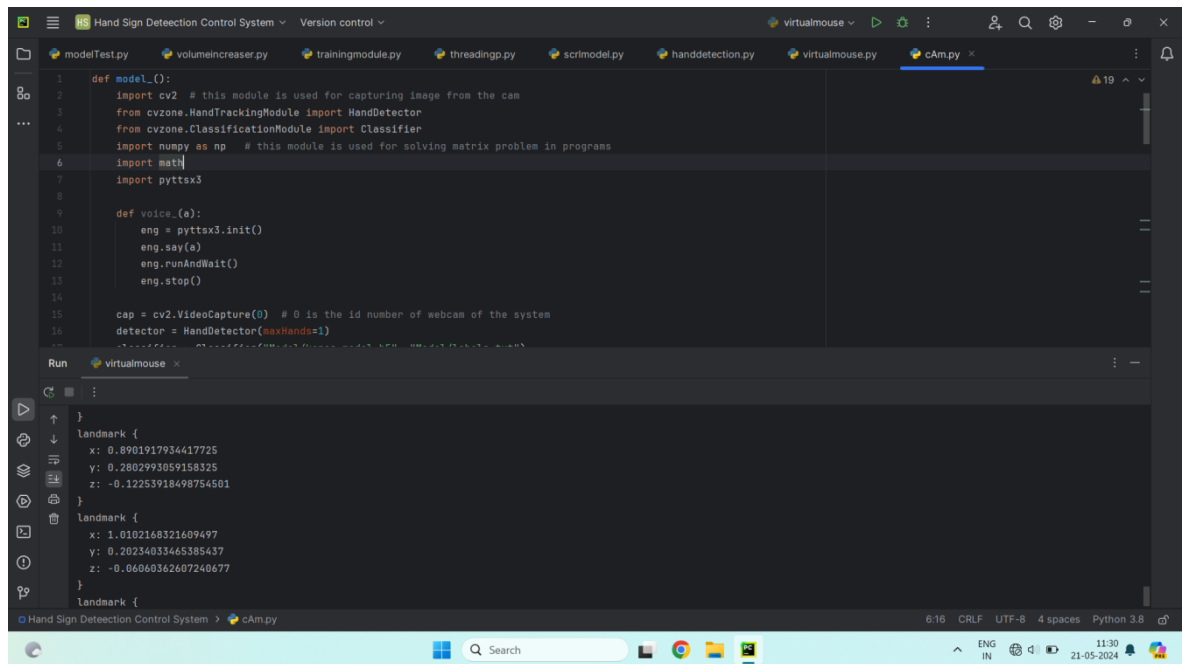 HS Hand Sign Deteection Control System Version control virtualmouse
modelTest.py volumeincreaser.py trainingmodule.py threadingp.py scrlmodel.py handdetection.py virtualmouse.py cAm.py
1 def model_():
19
2 import cv2 # this module is used for capturing image from the cam
3 from cvzone.HandTrackingModule import HandDetector
4 from cvzone.ClassificationModule import Classifier
5 import numpy as np # this module is used for solving matrix problem in programs
6 import math
7 import pyttsx3
8
9 def voice_(a):
10 eng = pyttsx3.init()
11 eng.say(a)
12 eng.runAndWait()
13 eng.stop()
14
15 cap = cv2.VideoCapture(0) # 0 is the id number of webcam of the system
16 detector = HandDetector(maxHands=1)
Run virtualmouse
}
landmark {
x: 0.8901917934417725
y: 0.2802993059158325
z: -0.12253918498754501
}
landmark {
x: 1.0102168321609497
y: 0.20234033465385437
z: -0.06060362607240677
}
landmark {
Hand Sign Deteection Control System > cAm.py 6:16 CRLF UTF-8 4 spaces Python 3.8
Search
ENG
IN
11:30
21-05-2024